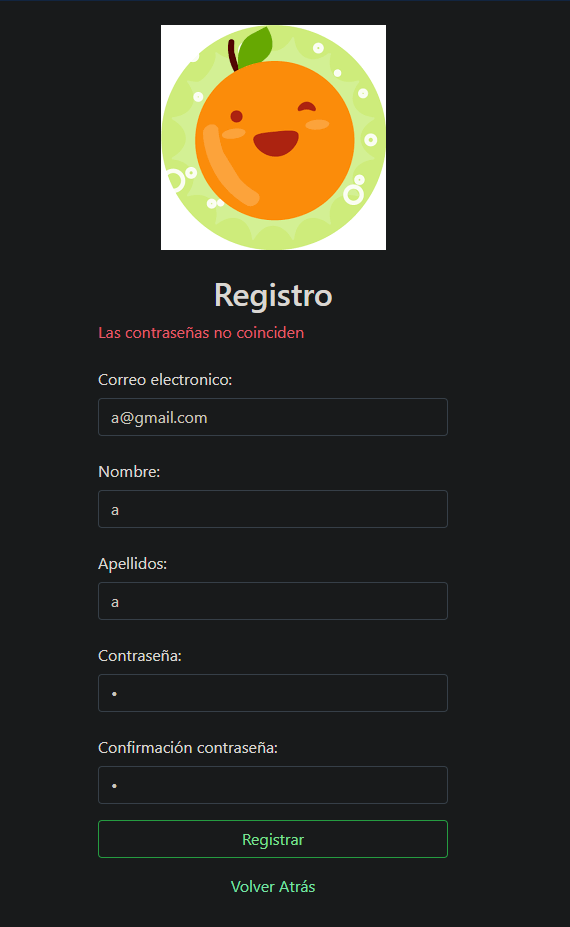 Registro
Las contraseñas no coinciden
Correo electronico:
a@gmail.com
Nombre:
a
Apellidos:
a
Contraseña:
•
Confirmación contraseña:
•
Registrar
Volver Atrás